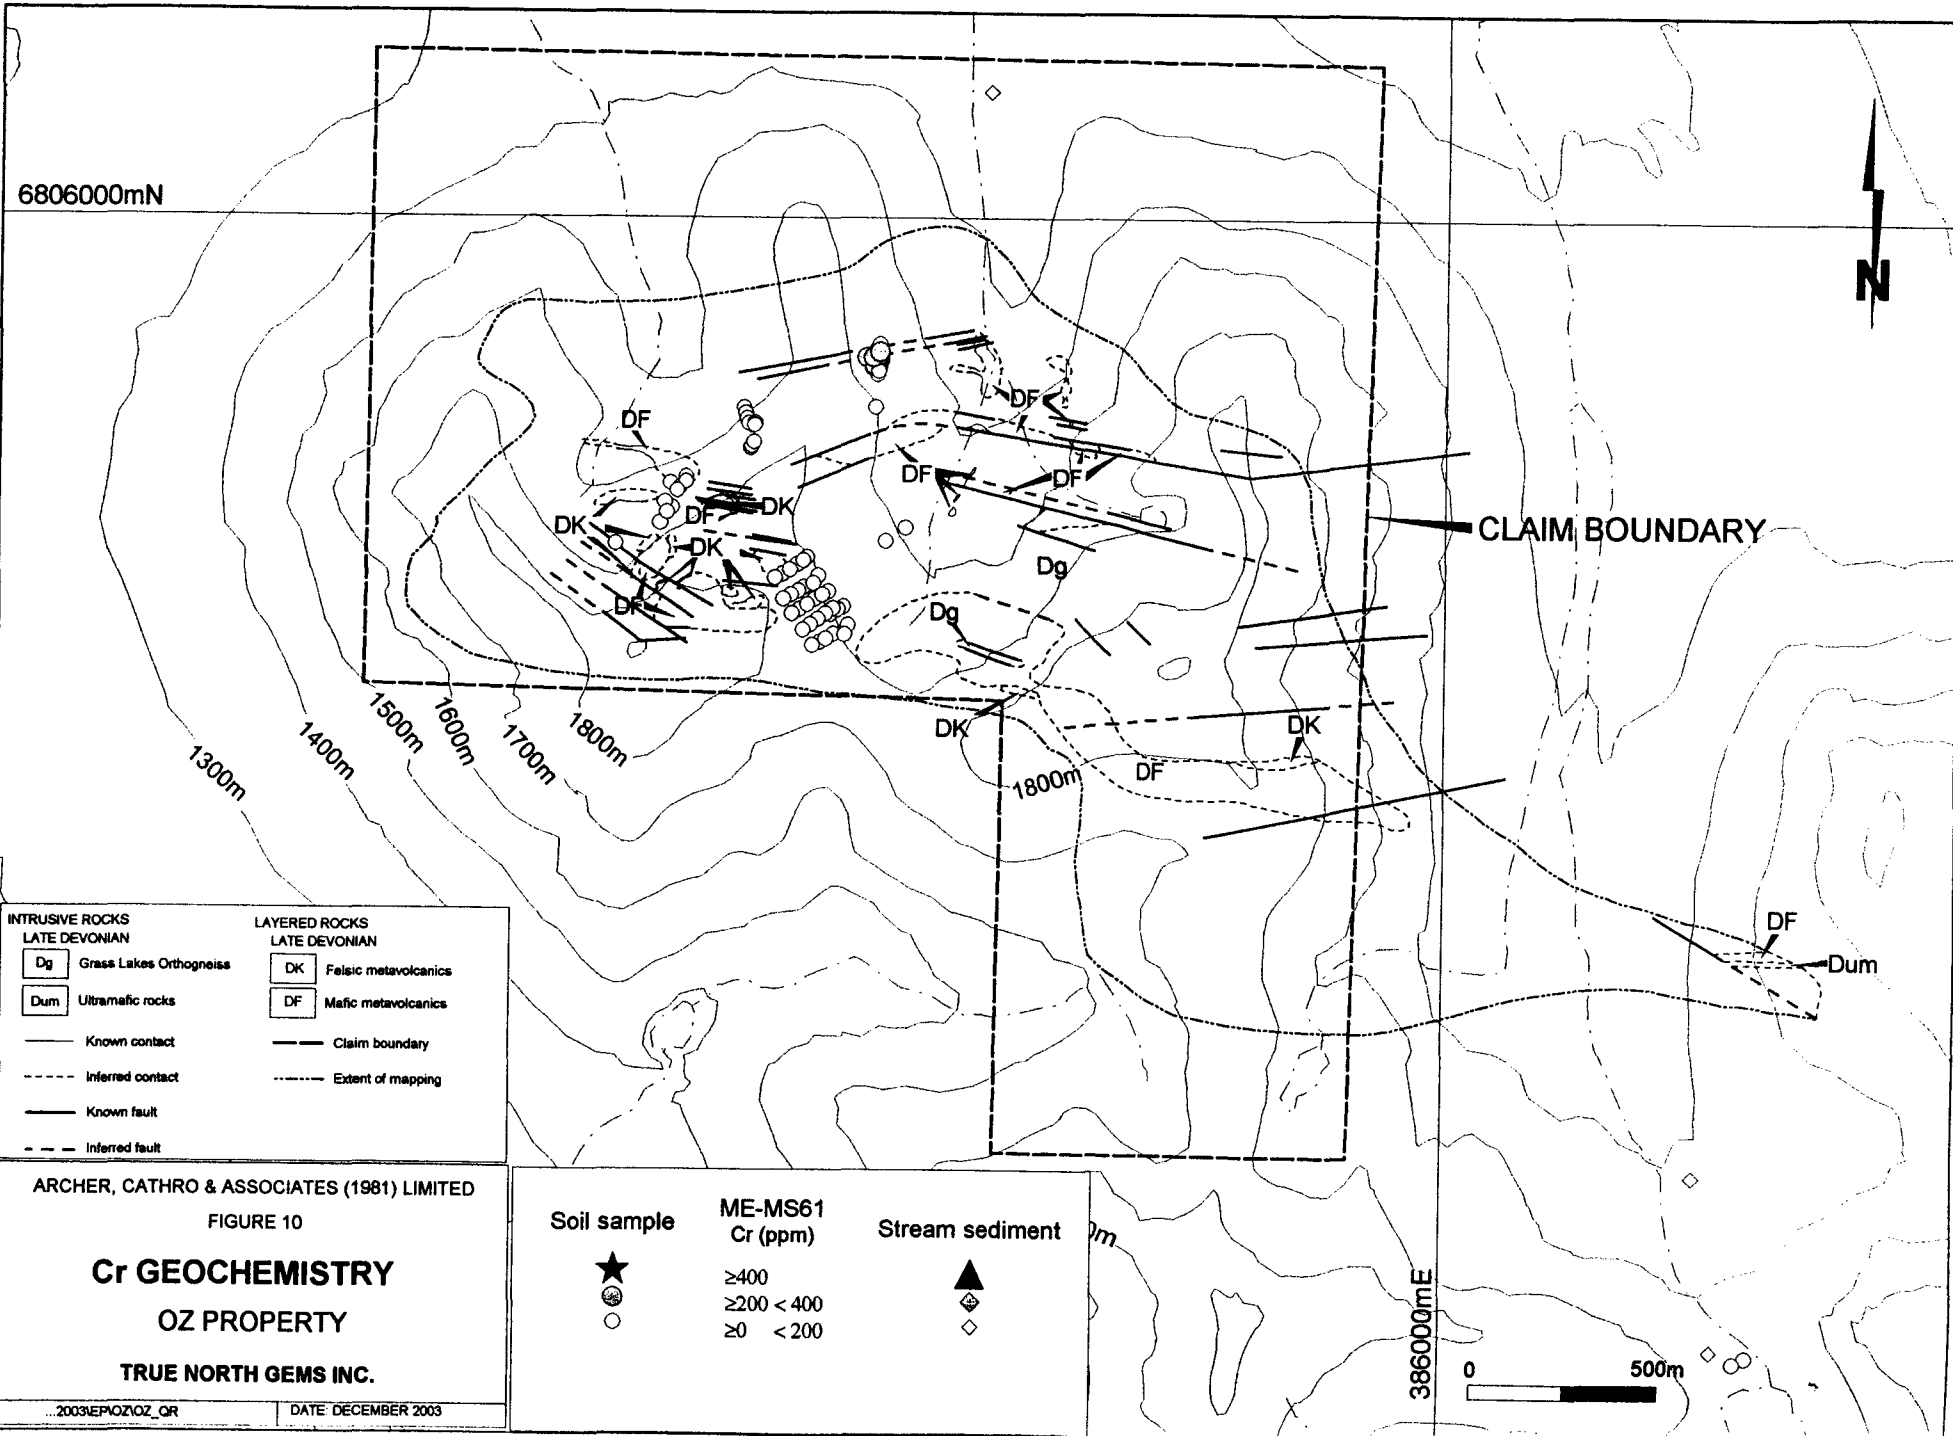 6806000mN
N
DF
DF
DF
DF
DK
DF
DK
DK
CLAIM BOUNDARY
Dg
DF
Dg
DK
DK
DF
1800m
1300m
1400m
1500m
1600m
1700m
1800m
DF
Dum
INTRUSIVE ROCKS
LATE DEVONIAN
Dg Grass Lakes Orthogneiss
Dum Ultramafic rocks
LAYERED ROCKS
LATE DEVONIAN
DK Felsic metavolcanics
DF Mafic metavolcanics
Known contact
Claim boundary
Inferred contact
Extent of mapping
Known fault
Inferred fault
ARCHER, CATHRO & ASSOCIATES (1981) LIMITED
FIGURE 10
Cr GEOCHEMISTRY
OZ PROPERTY
TRUE NORTH GEMS INC.
...2003\EP\OZ\OZ_QR
DATE: DECEMBER 2003
Soil sample
ME-MS61
Cr (ppm)
Stream sediment
≥400
≥200 < 400
≥0 < 200
386000mE
0 500m